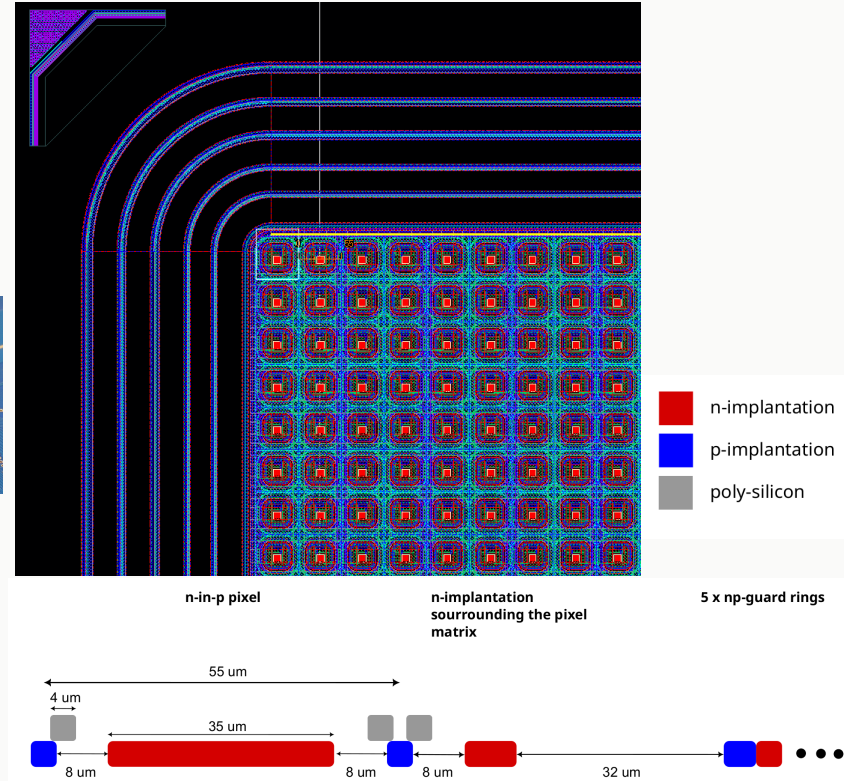 n-implantation
p-implantation
poly-silicon
n-in-p pixel
n-implantation
sourrounding the pixel
matrix
5 x np-guard rings
55 um
4 um
35 um
8 um
8 um
8 um
32 um